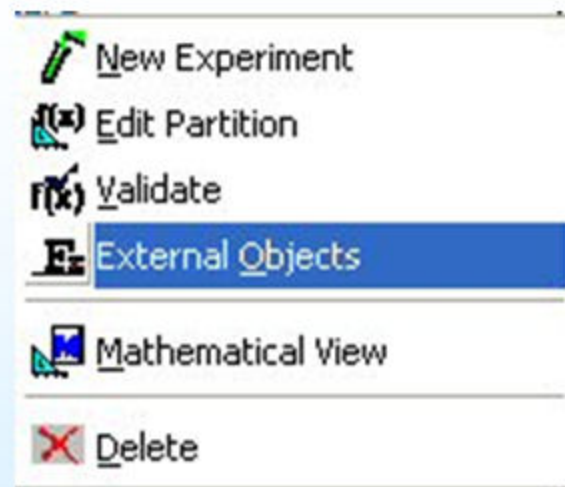 New Experiment
f(x) Edit Partition
f(x) Validate
E= External Objects
M Mathematical View
Delete